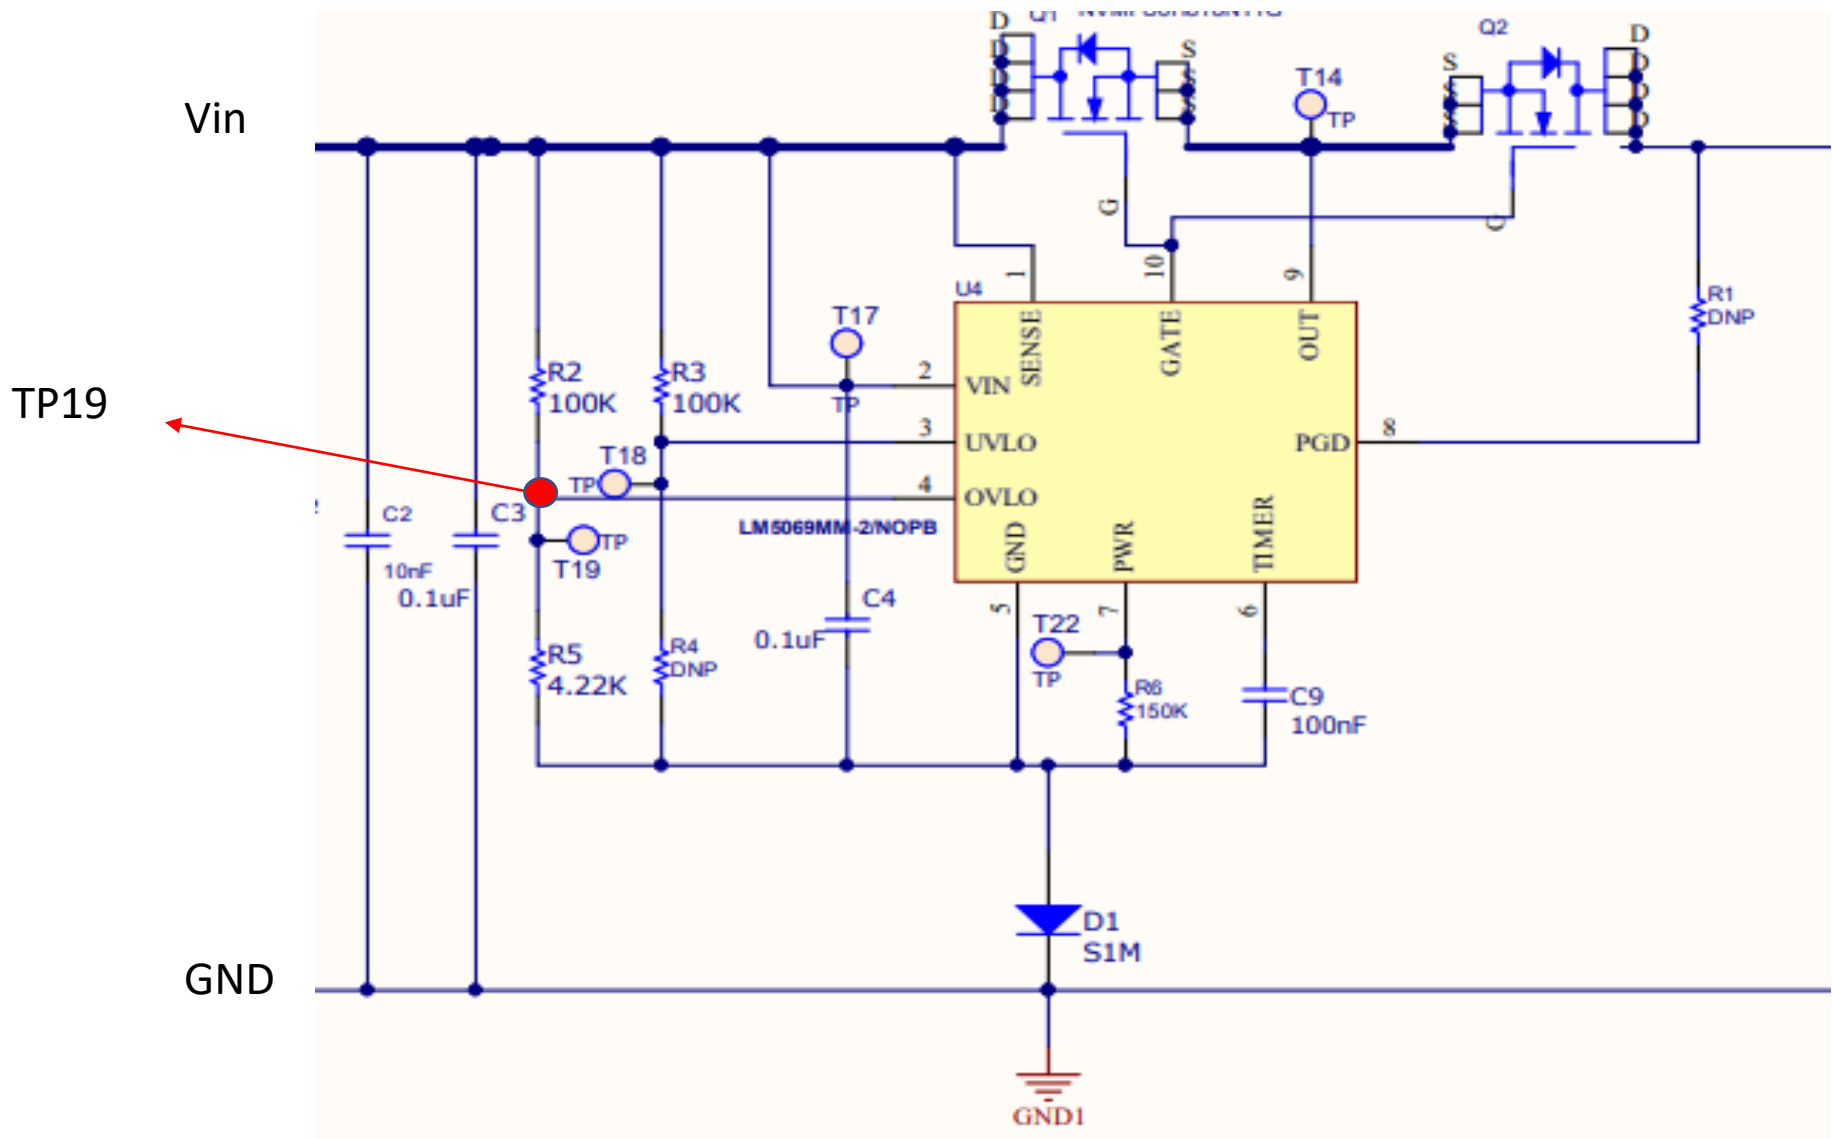 D
Q1
Q2
D
Vin
D
D
D
S
S
S
T14
TP
S
S
S
D
D
D
G
G
1
10
9
U4
R1
DNP
T17
TP
SENSE
GATE
OUT
TP19
R2
100K
R3
100K
2
VIN
3
UVLO
PGD
8
T18
TP
4
OVLO
C2
10nF
C3
0.1uF
TP
T19
LM5069MM-2/NOPB
GND
PWR
TIMER
5
7
6
C4
0.1uF
T22
TP
R5
4.22K
R4
DNP
R6
150K
C9
100nF
D1
S1M
GND
GND1